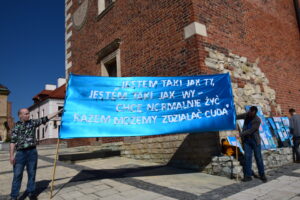 JESTEM TAKI JAK TY,
JESTEM TAKI JAK WY –
CHCĘ NORMALNIE ŻYĆ
RAZEM MOŻEMY ZDZIAŁAĆ CUDA